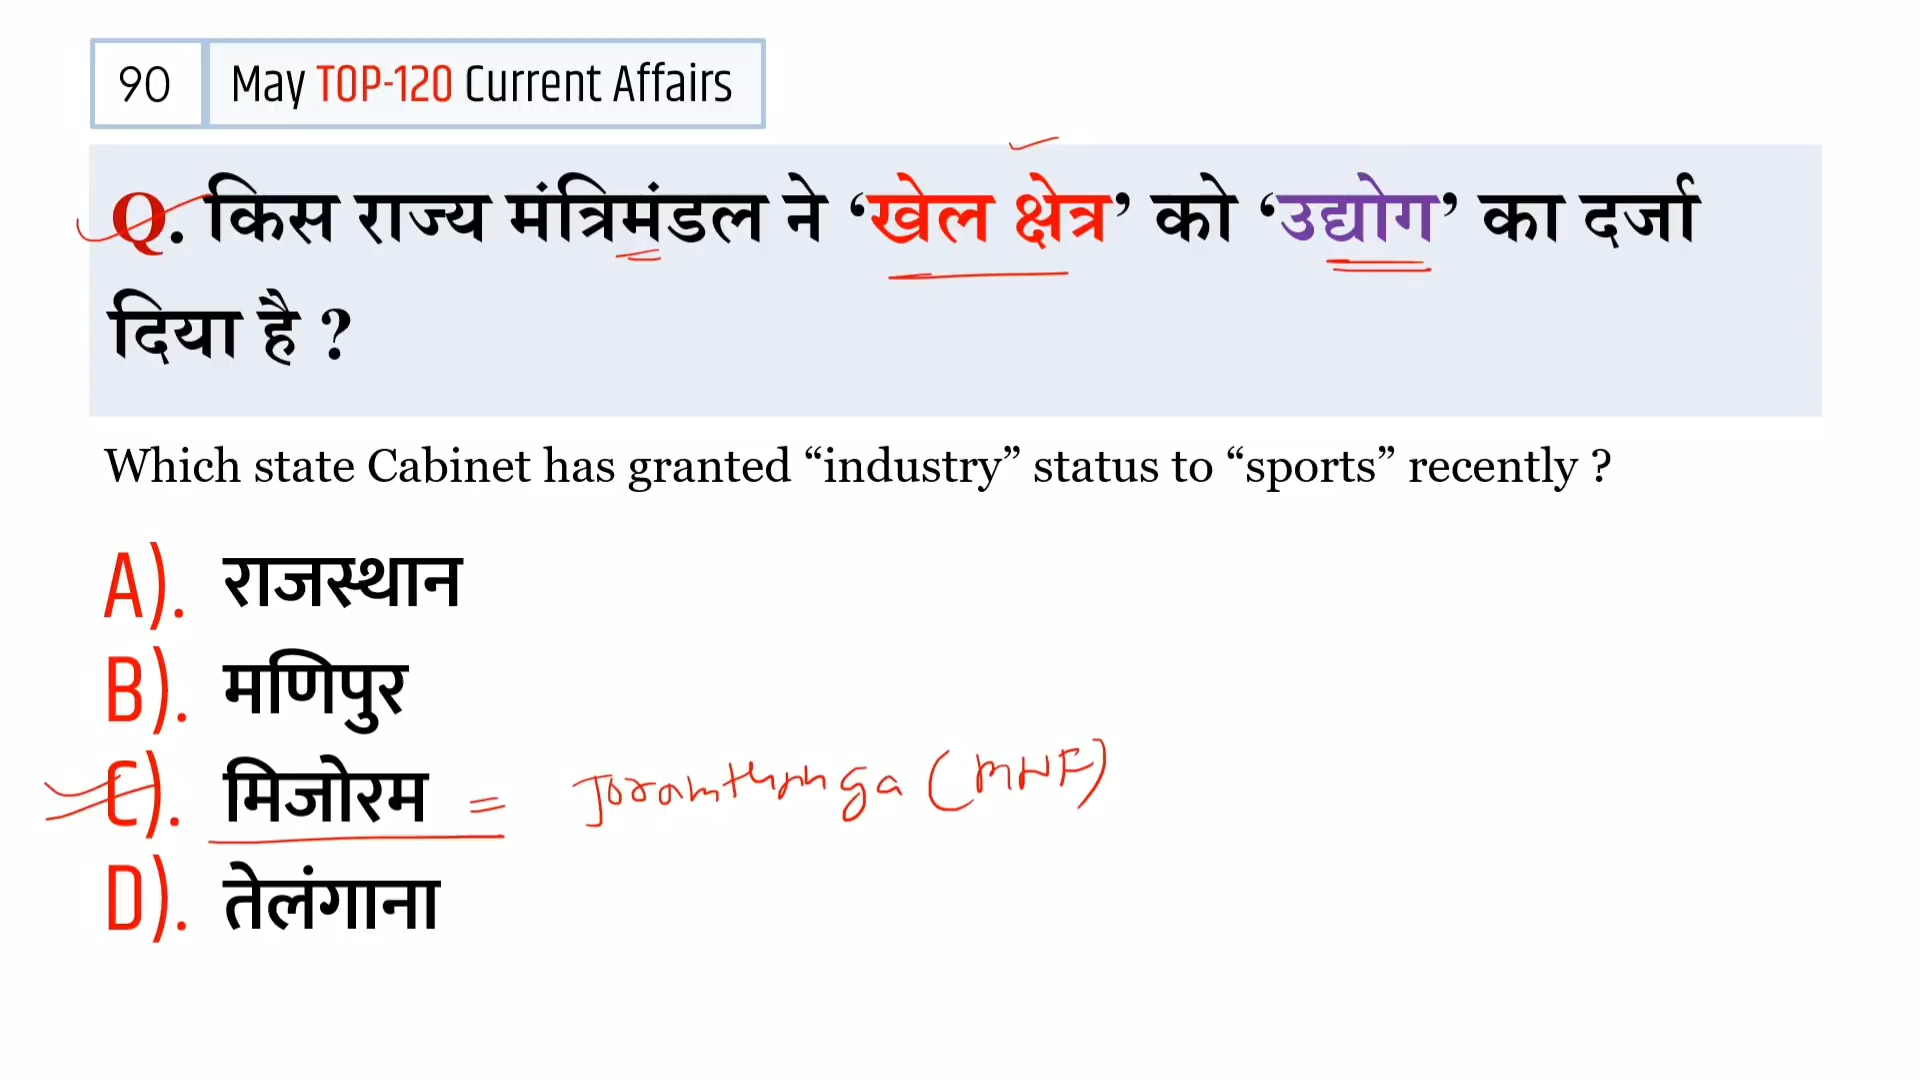 90 May TOP-120 Current Affairs
Q. किस राज्य मंत्रिमंडल ने ‘खेल क्षेत्र’ को ‘उद्योग’ का दर्जा
दिया है ?
Which state Cabinet has granted “industry” status to “sports” recently ?
A). राजस्थान
B). मणिपुर
C). मिजोरम = Joramthanga (MNF)
D). तेलंगाना